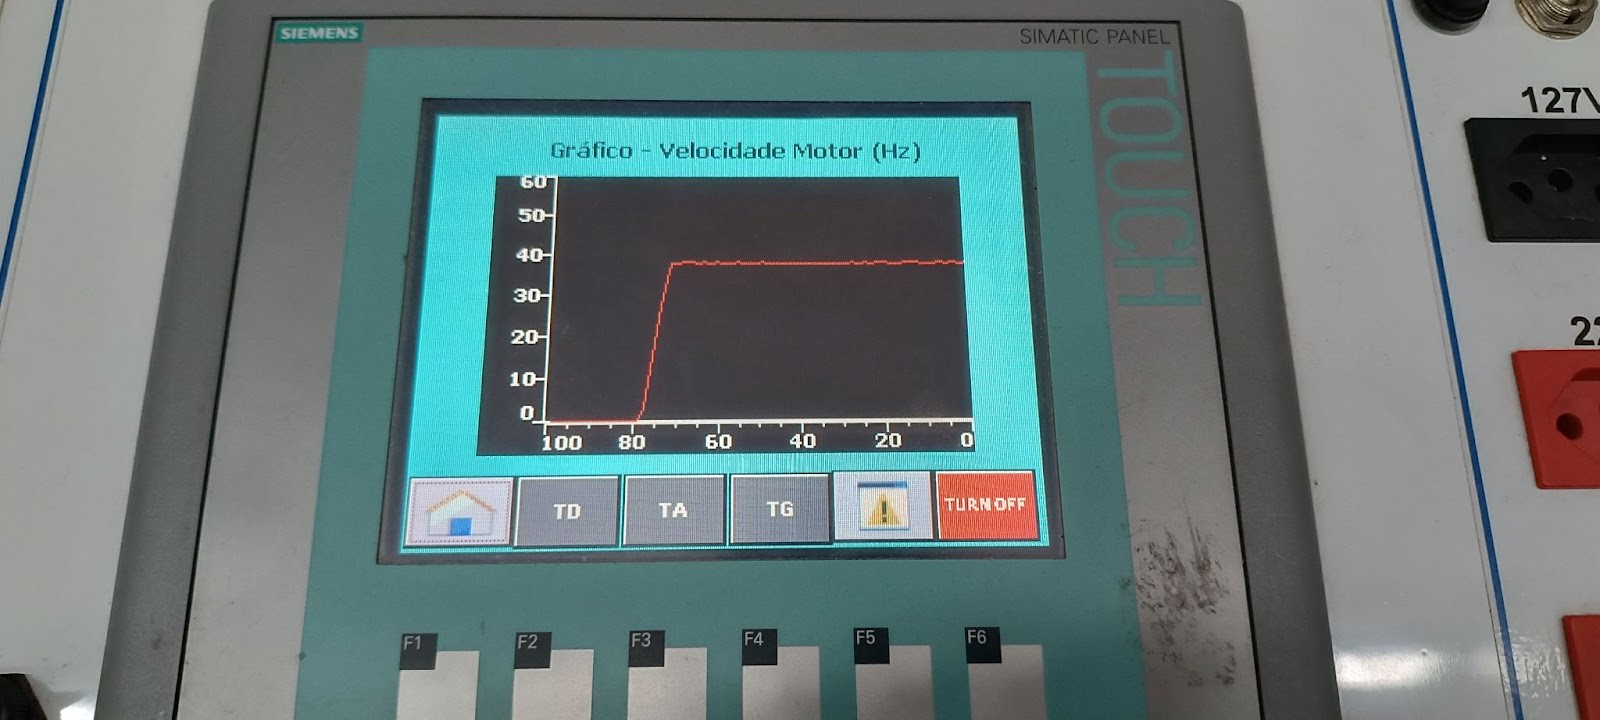 SIEMENS
SIMATIC PANEL
TOUCH
127V
Gráfico - Velocidade Motor (Hz)
60
50
40
30
20
10
0
100 80 60 40 20 0
TD TA TG TURN OFF
F1 F2 F3 F4 F5 F6